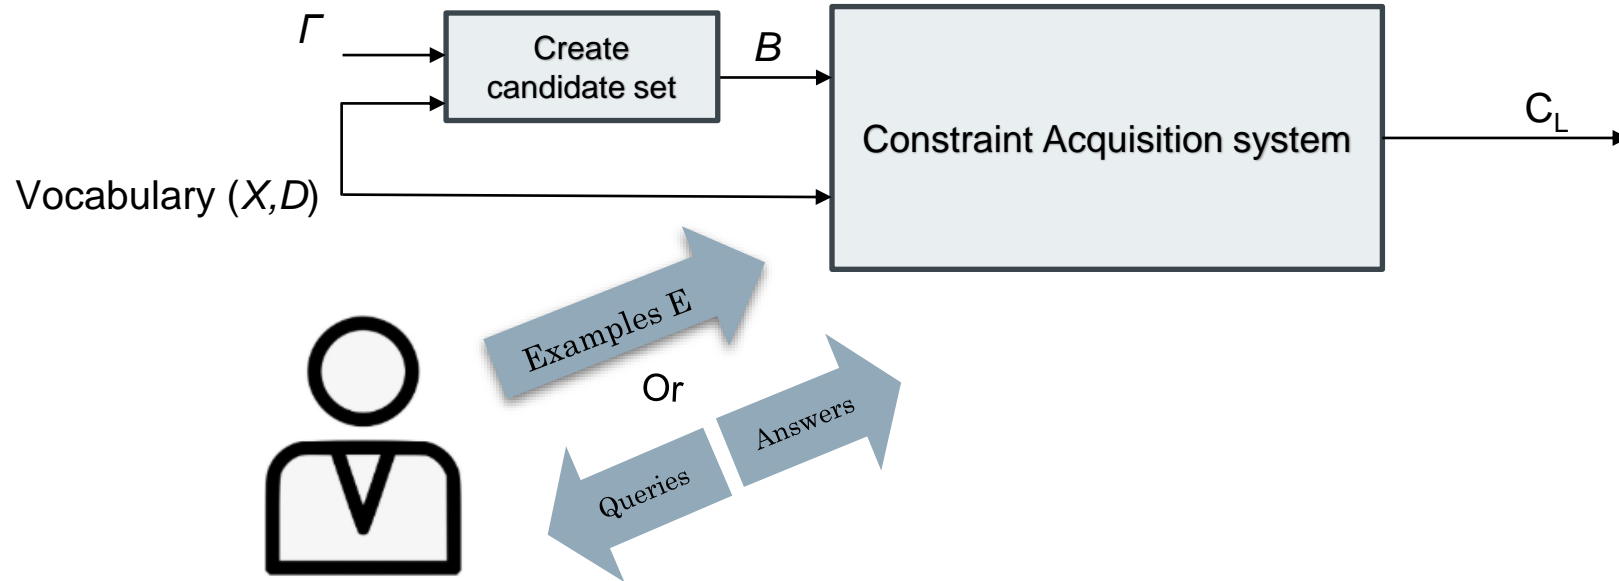 Γ
Create
candidate set
B
Constraint Acquisition system
C_L
Vocabulary (X,D)
Examples E
Or
Answers
Queries